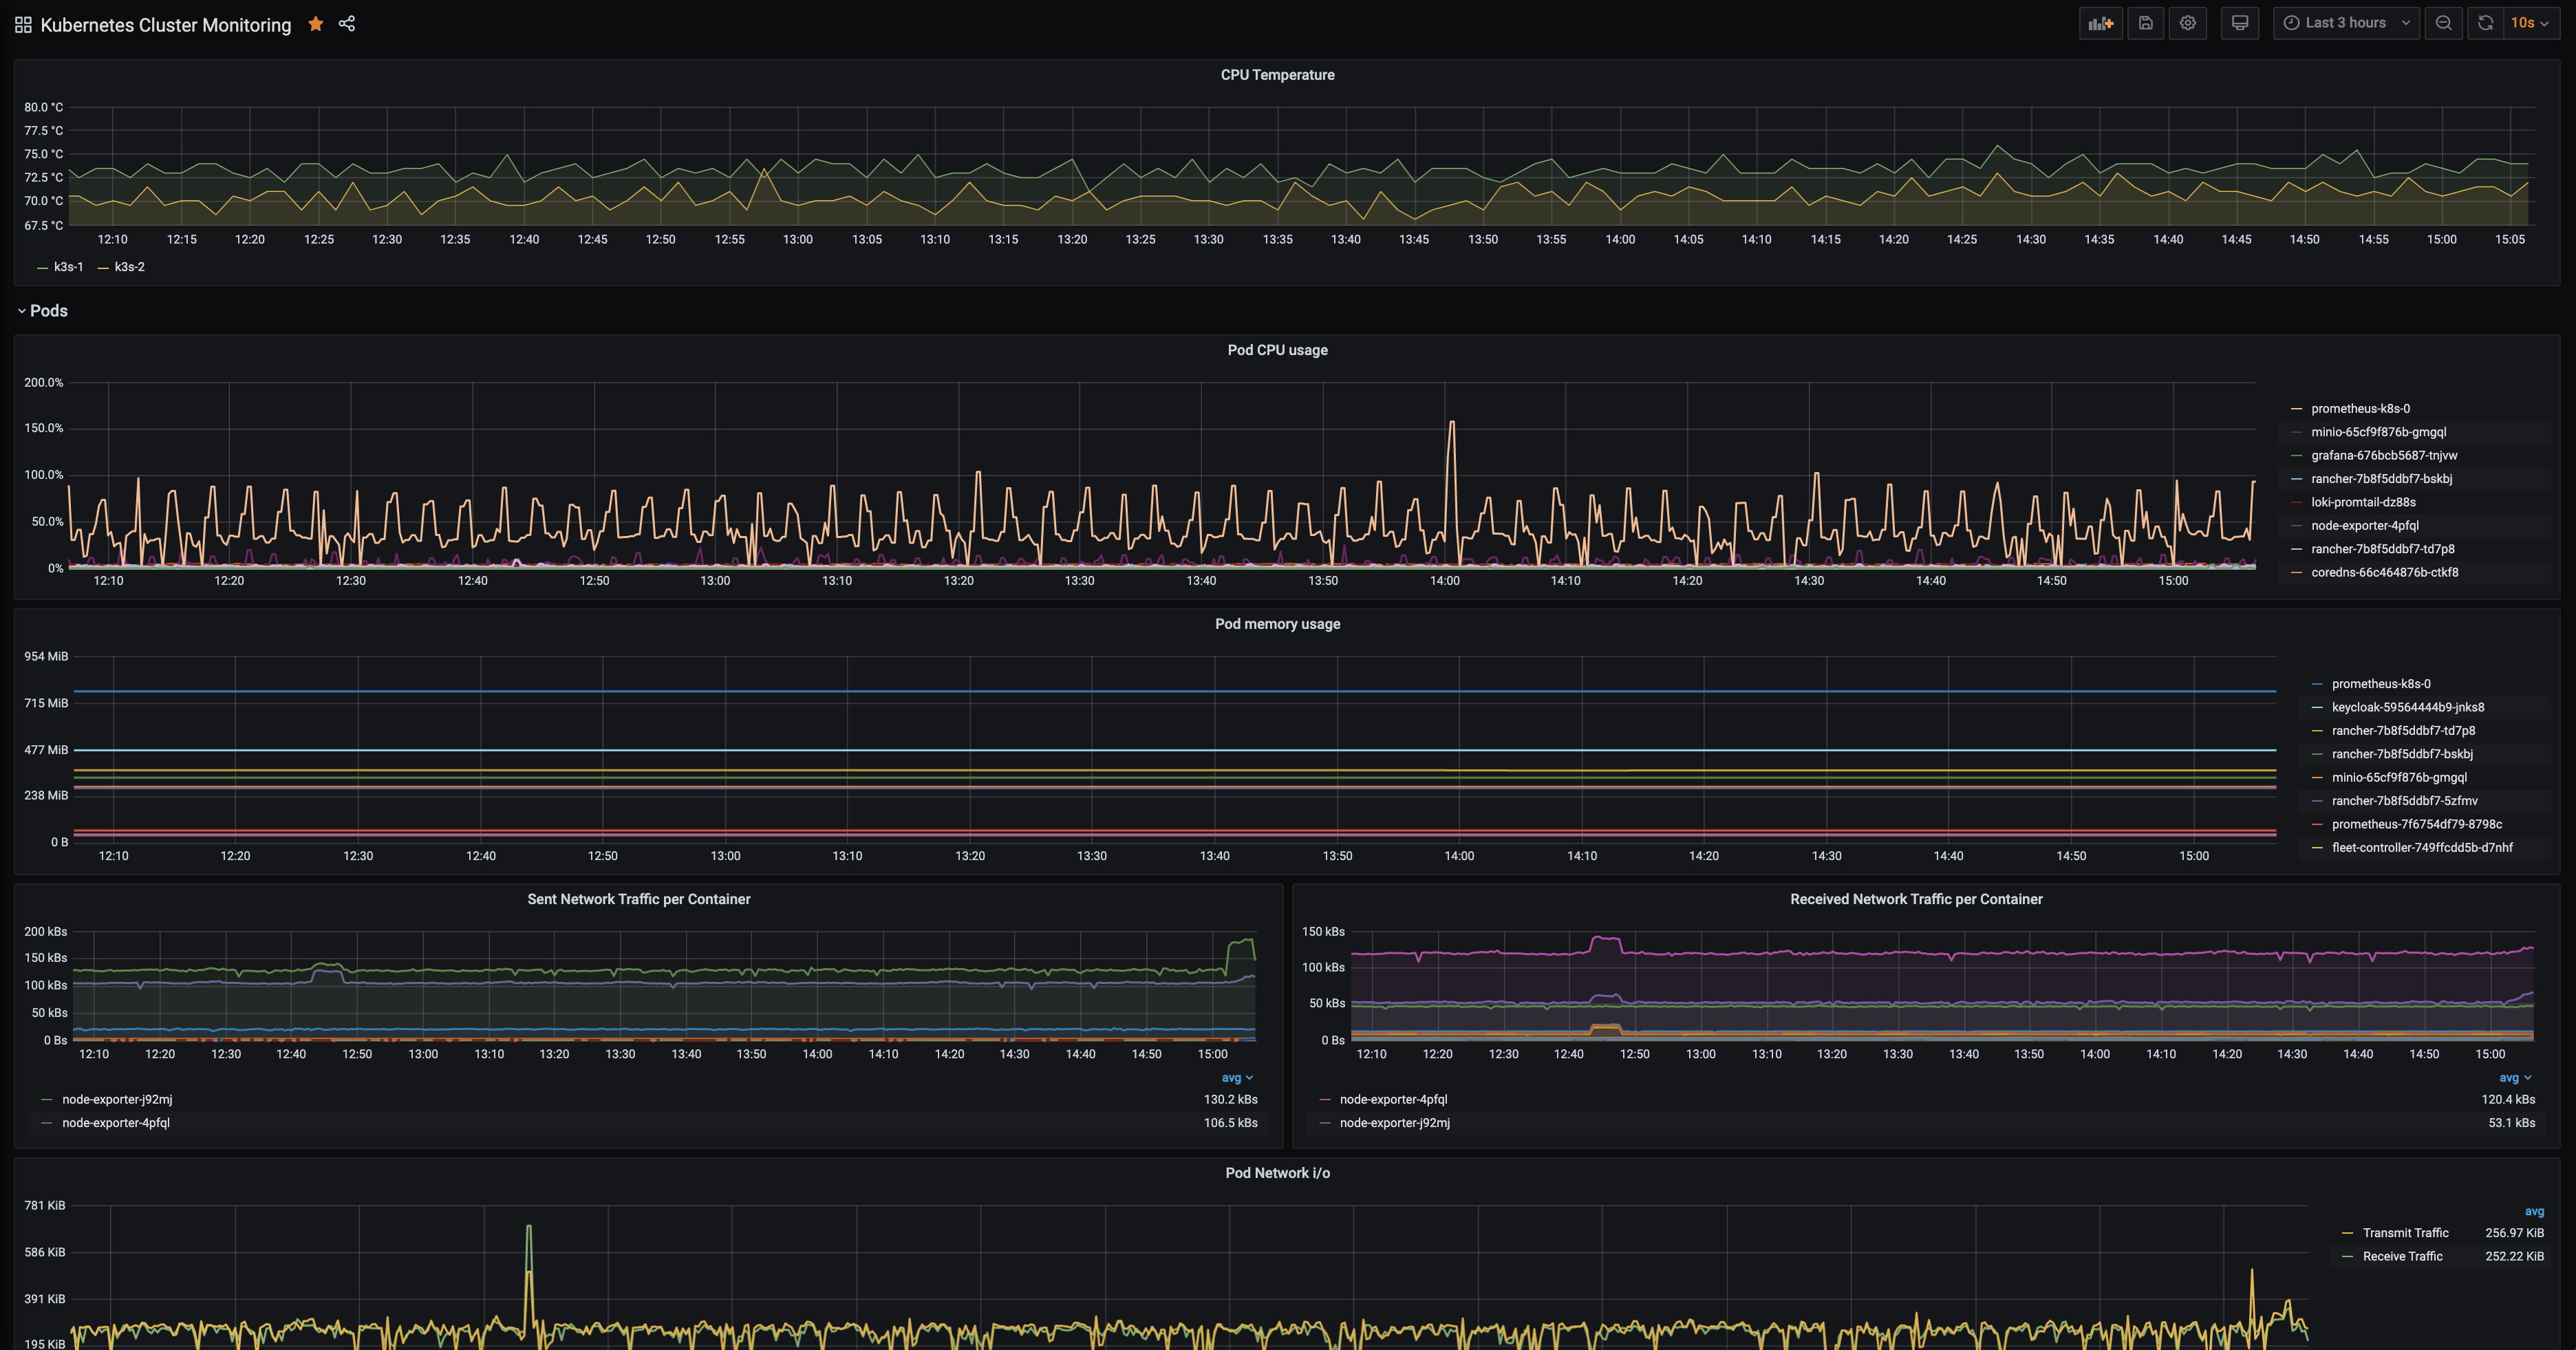 Kubernetes Cluster Monitoring
Last 3 hours
10s
CPU Temperature
80.0 °C
77.5 °C
75.0 °C
72.5 °C
70.0 °C
67.5 °C
12:10 12:15 12:20 12:25 12:30 12:35 12:40 12:45 12:50 12:55 13:00 13:05 13:10 13:15 13:20 13:25 13:30 13:35 13:40 13:45 13:50 13:55 14:00 14:05 14:10 14:15 14:20 14:25 14:30 14:35 14:40 14:45 14:50 14:55 15:00 15:05
k3s-1 k3s-2
Pods
Pod CPU usage
200.0%
150.0%
100.0%
50.0%
0%
12:10 12:20 12:30 12:40 12:50 13:00 13:10 13:20 13:30 13:40 13:50 14:00 14:10 14:20 14:30 14:40 14:50 15:00
prometheus-k8s-0
minio-65cf9f876b-gmgql
grafana-676bcb5687-tnjvw
rancher-7b8f5ddbf7-bskbj
loki-promtail-dz88s
node-exporter-4pfql
rancher-7b8f5ddbf7-td7p8
coredns-66c464876b-ctkf8
Pod memory usage
954 MiB
715 MiB
477 MiB
238 MiB
0 B
12:10 12:20 12:30 12:40 12:50 13:00 13:10 13:20 13:30 13:40 13:50 14:00 14:10 14:20 14:30 14:40 14:50 15:00
prometheus-k8s-0
keycloak-59564444b9-jnks8
rancher-7b8f5ddbf7-td7p8
rancher-7b8f5ddbf7-bskbj
minio-65cf9f876b-gmgql
rancher-7b8f5ddbf7-5zfmv
prometheus-7f6754df79-8798c
fleet-controller-749ffcdd5b-d7nhf
Sent Network Traffic per Container
200 kBs
150 kBs
100 kBs
50 kBs
0 Bs
12:10 12:20 12:30 12:40 12:50 13:00 13:10 13:20 13:30 13:40 13:50 14:00 14:10 14:20 14:30 14:40 14:50 15:00
avg
node-exporter-j92mj 130.2 kBs
node-exporter-4pfql 106.5 kBs
Received Network Traffic per Container
150 kBs
100 kBs
50 kBs
0 Bs
12:10 12:20 12:30 12:40 12:50 13:00 13:10 13:20 13:30 13:40 13:50 14:00 14:10 14:20 14:30 14:40 14:50 15:00
avg
node-exporter-4pfql 120.4 kBs
node-exporter-j92mj 53.1 kBs
Pod Network i/o
781 KiB
586 KiB
391 KiB
195 KiB
avg
Transmit Traffic 256.97 KiB
Receive Traffic 252.22 KiB